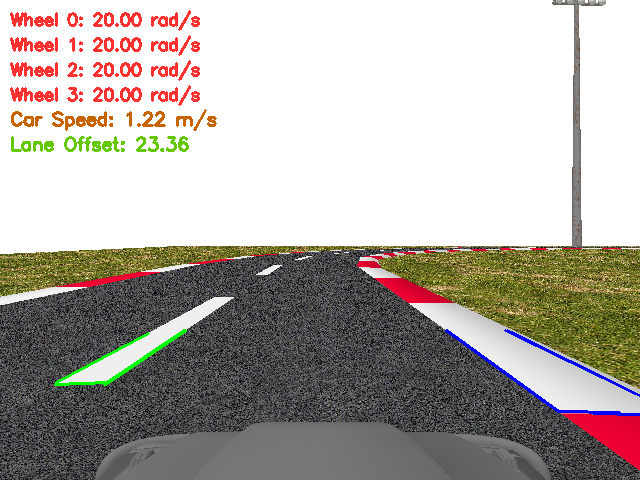 Wheel 0: 20.00 rad/s
Wheel 1: 20.00 rad/s
Wheel 2: 20.00 rad/s
Wheel 3: 20.00 rad/s
Car Speed: 1.22 m/s
Lane Offset: 23.36